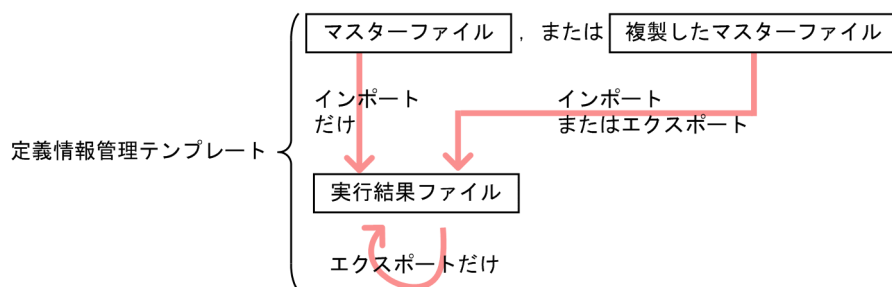 マスターファイル , または 複製したマスターファイル
インポート
だけ
インポート
またはエクスポート
定義情報管理テンプレート
実行結果ファイル
エクスポートだけ